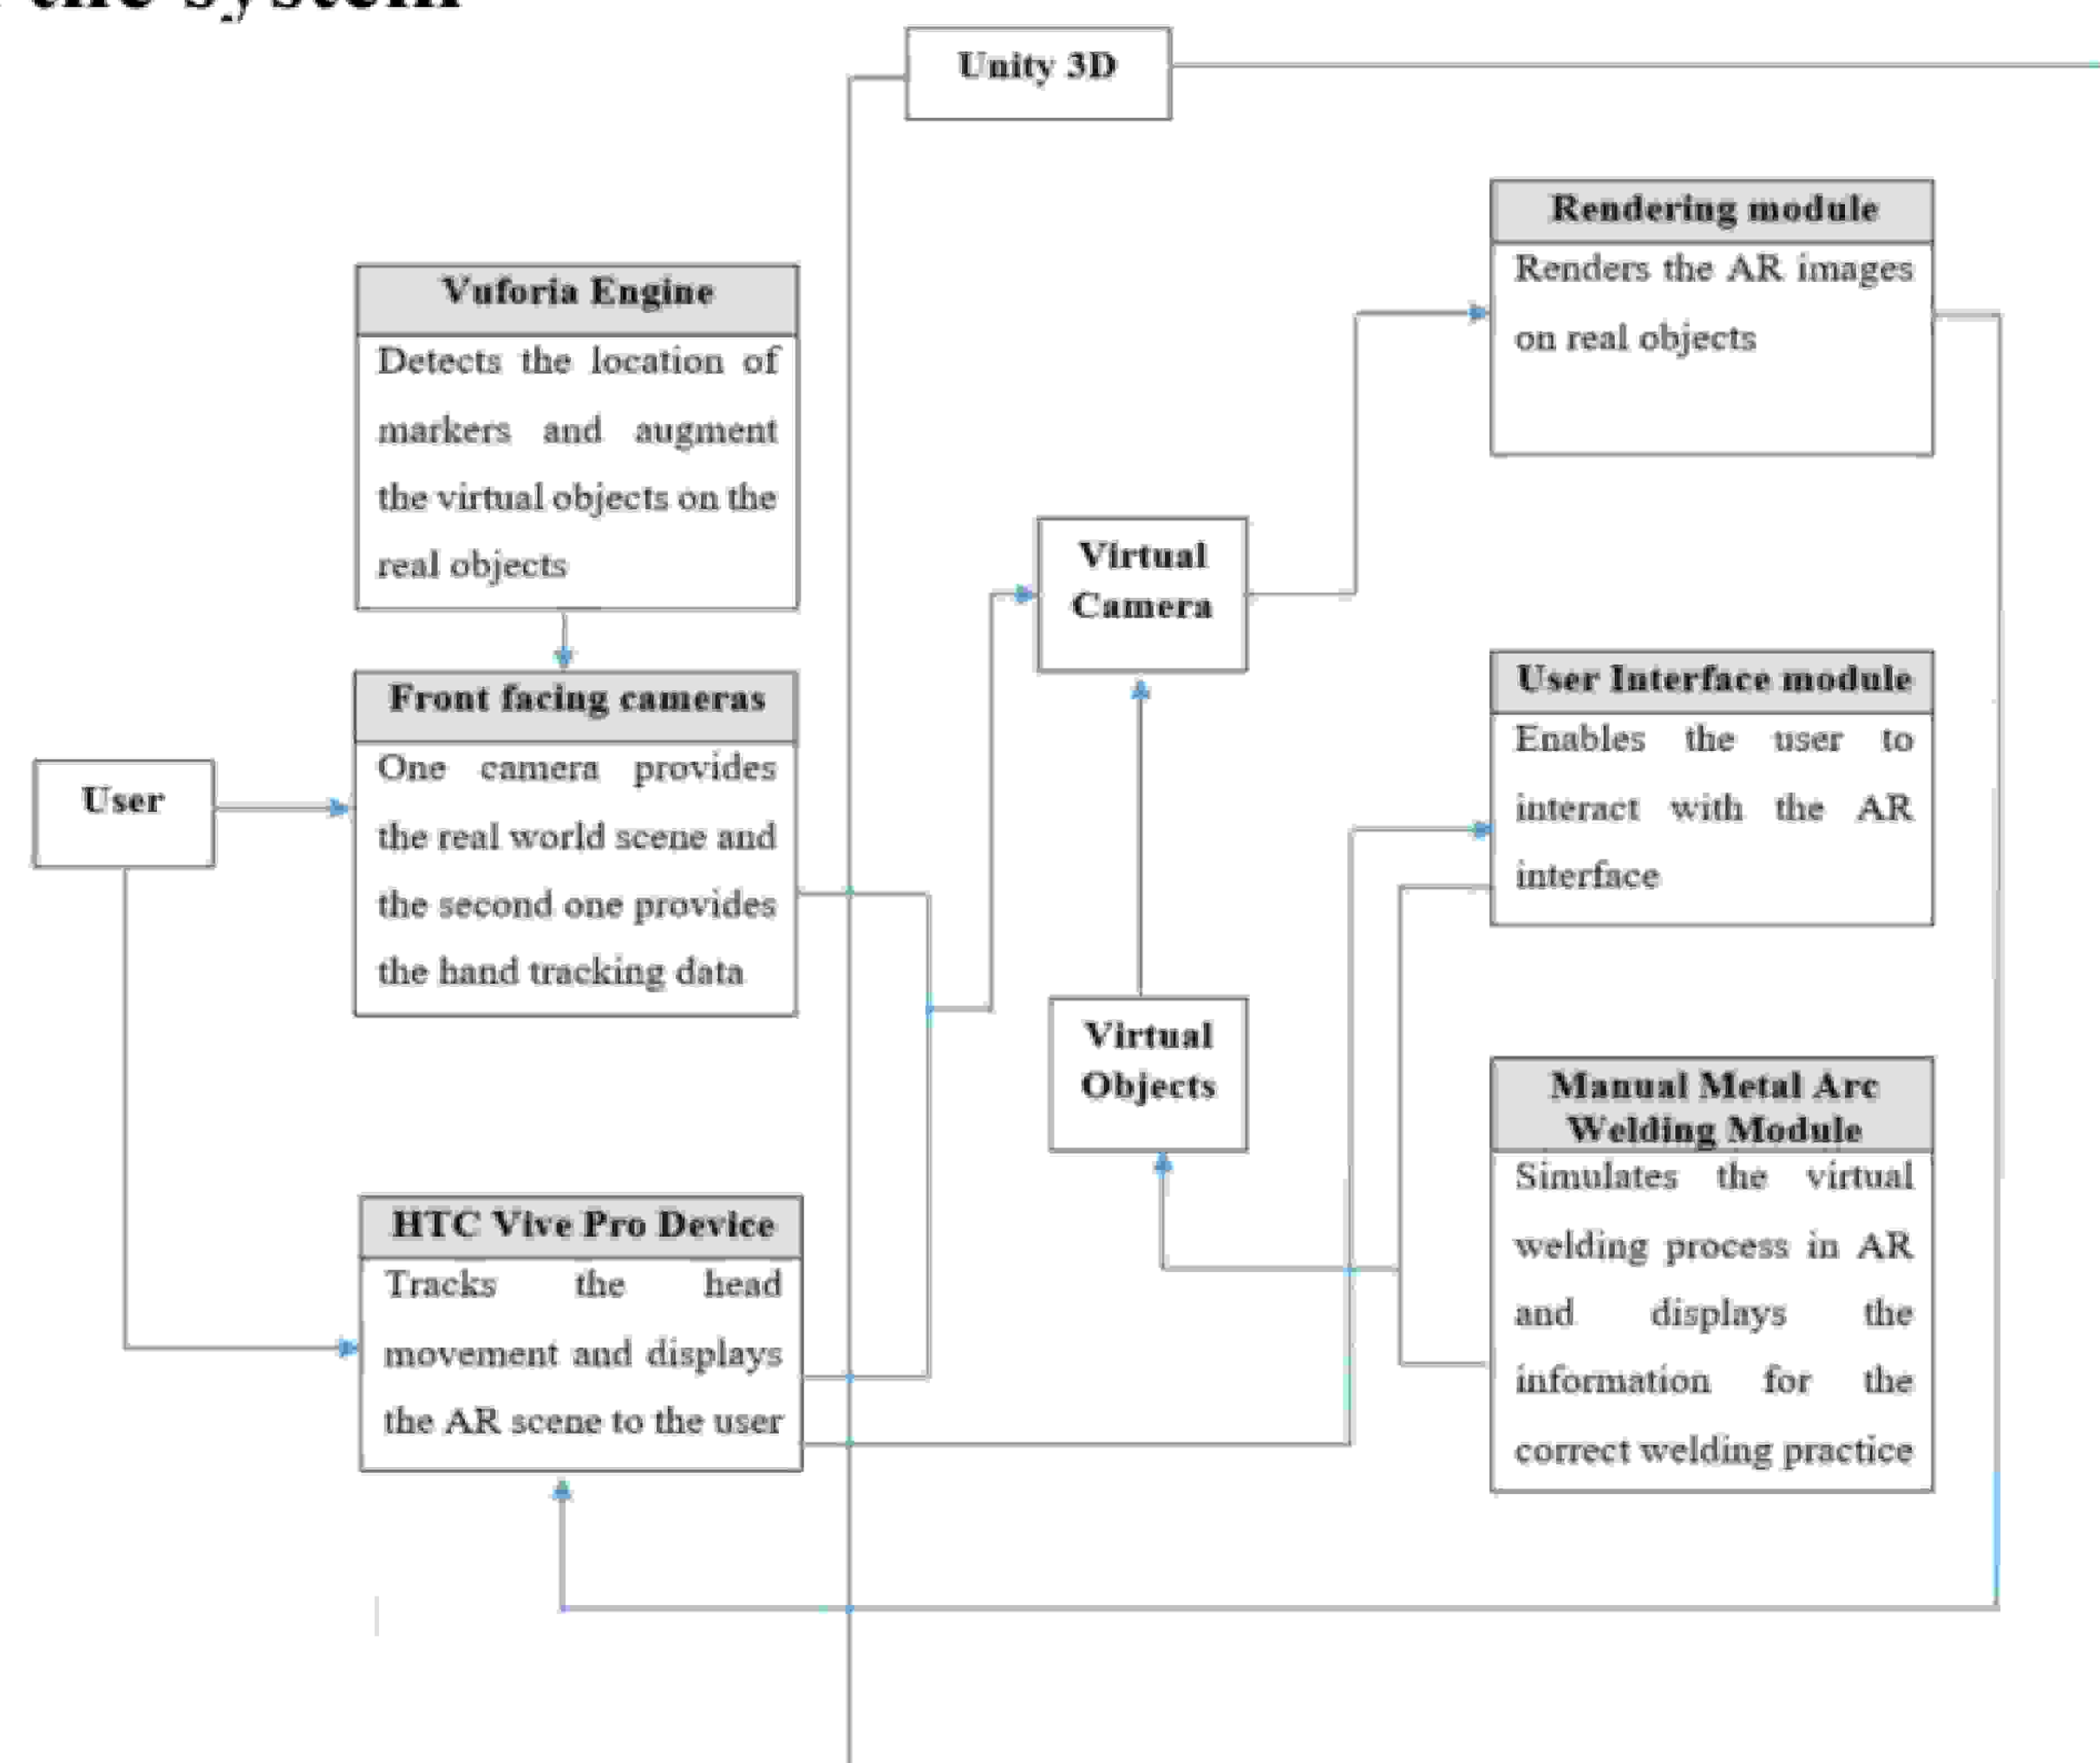 the system
Unity 3D
Rendering module
Renders the AR images
on real objects
Vuforia Engine
Detects the location of
markers and augment
the virtual objects on the
real objects
Virtual
Camera
User Interface module
Enables the user to
interact with the AR
interface
Front facing cameras
One camera provides
the real world scene and
the second one provides
the hand tracking data
User
Virtual
Objects
Manual Metal Arc
Welding Module
Simulates the virtual
welding process in AR
and displays the
information for the
correct welding practice
HTC Vive Pro Device
Tracks the head
movement and displays
the AR scene to the user